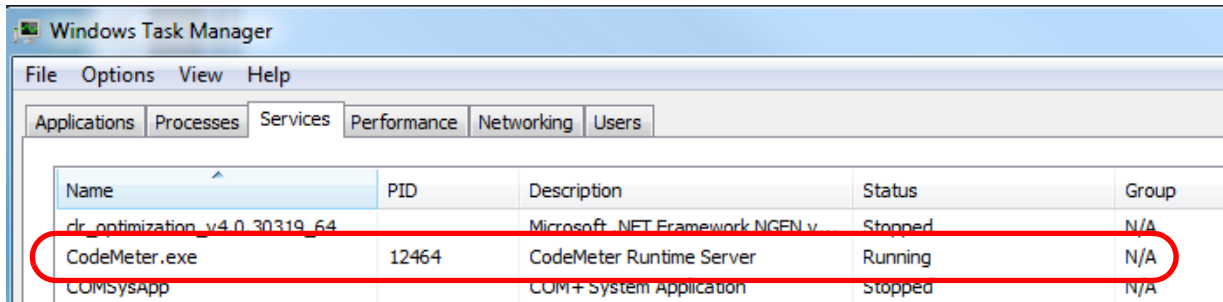 Windows Task Manager
File Options View Help
Applications Processes Services Performance Networking Users
Name PID Description Status Group
clr_optimization_v4.0.30319_64 Microsoft .NET Framework NGEN v... Stopped N/A
CodeMeter.exe 12464 CodeMeter Runtime Server Running N/A
COMSysApp COM+ System Application Stopped N/A